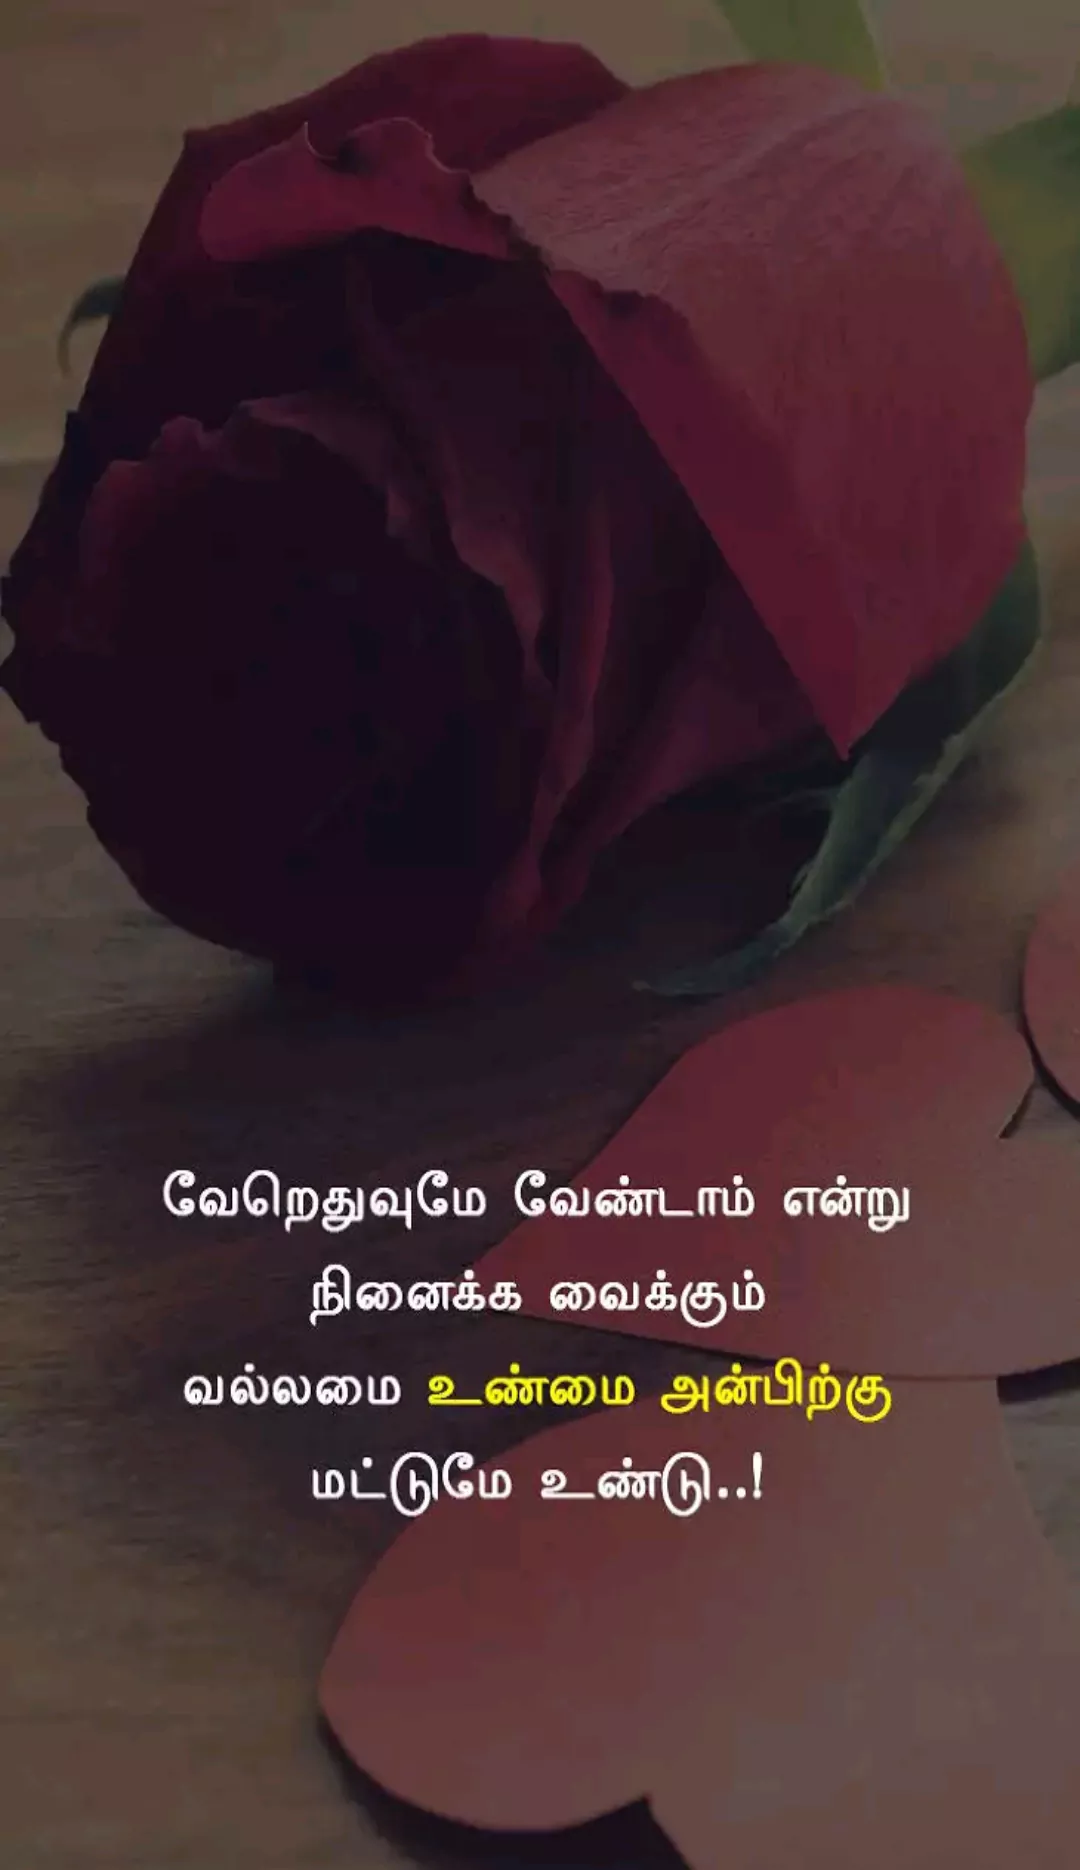 வேறெதுவுமே வேண்டாம் என்று
நினைக்க வைக்கும்
வல்லமை உண்மை அன்பிற்கு
மட்டுமே உண்டு..!